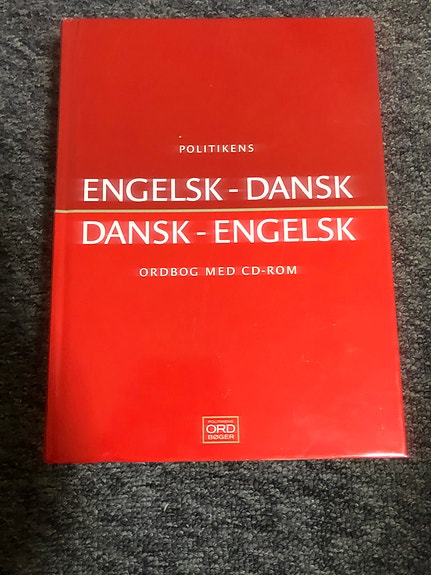 POLITIKENS
ENGELSK - DANSK
DANSK - ENGELSK
ORDBOG MED CD-ROM
POLITIKENS
ORD
BØGER